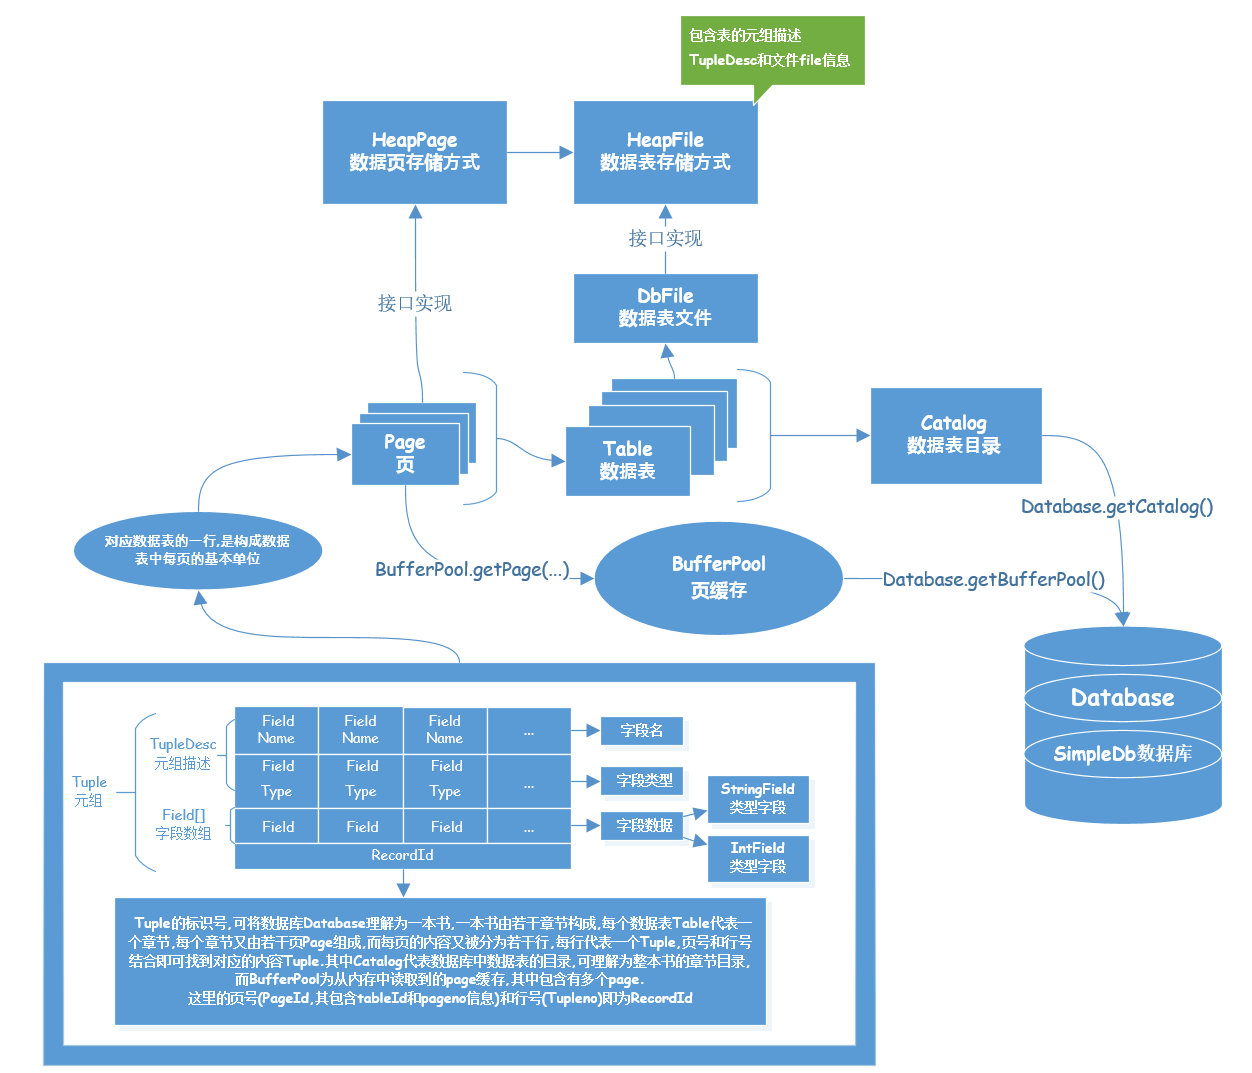 包含表的元组描述
TupleDesc和文件file信息
HeapPage
数据页存储方式
HeapFile
数据表存储方式
接口实现
接口实现
DbFile
数据表文件
Page
页
Table
数据表
Catalog
数据表目录
Database.getCatalog()
对应数据表的一行,是构成数据
表中每页的基本单位
BufferPool.getPage(...)
BufferPool
页缓存
Database.getBufferPool()
Database
SimpleDb数据库
Tuple
元组
TupleDesc
元组描述
Field[]
字段数组
Field
Name
Field
Name
Field
Name
...
字段名
Field
Type
Field
Type
Field
Type
...
字段类型
Field
Field
Field
...
字段数据
StringField
类型字段
IntField
类型字段
RecordId
Tuple的标识号,可将数据库Database理解为一本书,一本书由若干章节构成,每个数据表Table代表一
个章节,每个章节又由若干页Page组成,而每页的内容又被分为若干行,每行代表一个Tuple,页号和行号
结合即可找到对应的内容Tuple.其中Catalog代表数据库中数据表的目录,可理解为整本书的章节目录,
而BufferPool为从内存中读取到的page缓存,其中包含有多个page.
这里的页号(PageId,其包含tableId和pageno信息)和行号(Tupleno)即为RecordId